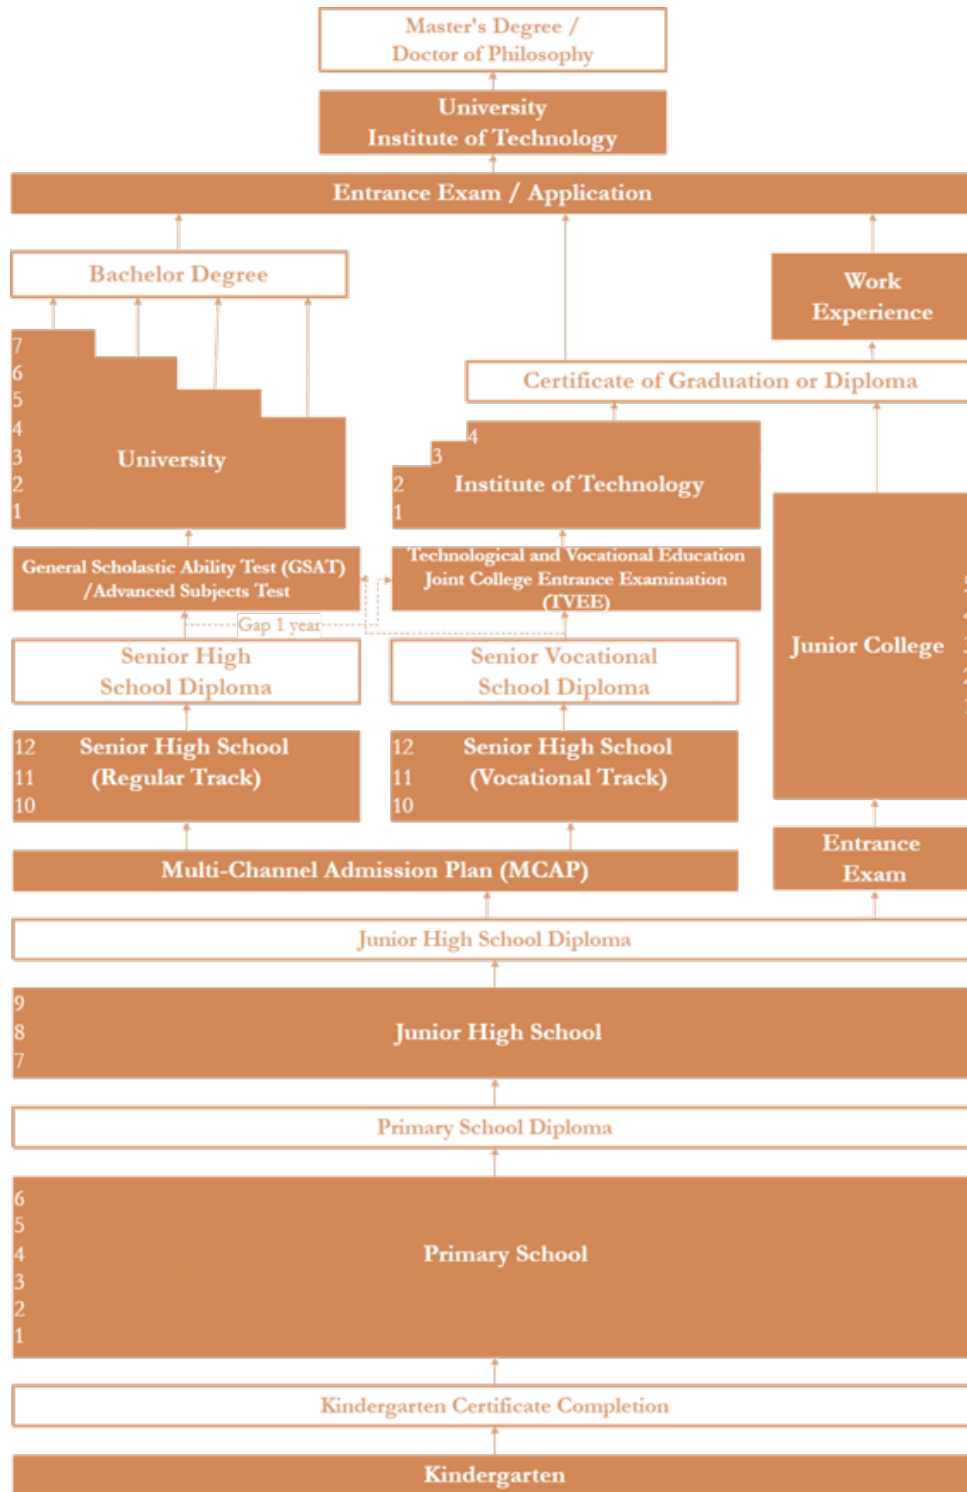 Master's Degree /
Doctor of Philosophy
University
Institute of Technology
Entrance Exam / Application
Bachelor Degree
Work
Experience
Certificate of Graduation or Diploma
7
6
5
4
3
2
1
University
4
3
2
1
Institute of Technology
General Scholastic Ability Test (GSAT)
/Advanced Subjects Test
Technological and Vocational Education
Joint College Entrance Examination
(TVEE)
Gap 1 year
Junior College
Senior High
School Diploma
Senior Vocational
School Diploma
12
11
10
Senior High School
(Regular Track)
12
11
10
Senior High School
(Vocational Track)
Multi-Channel Admission Plan (MCAP)
Entrance
Exam
Junior High School Diploma
9
8
7
Junior High School
Primary School Diploma
6
5
4
3
2
1
Primary School
Kindergarten Certificate Completion
Kindergarten